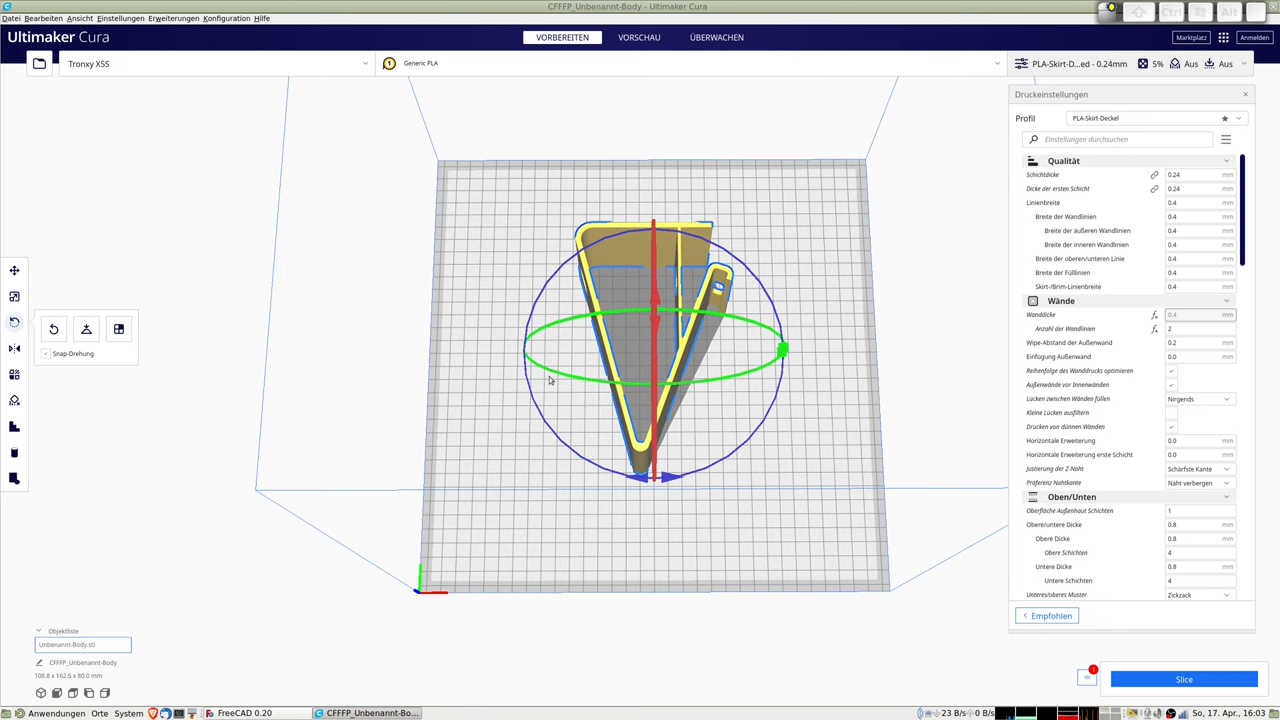 CFFFP_Unbenannt-Body - Ultimaker Cura
Strg
Alt
Datei Bearbeiten Ansicht Einstellungen Erweiterungen Konfiguration Hilfe
Ultimaker Cura
VORBEREITEN
VORSCHAU
ÜBERWACHEN
Marktplatz
Anmelden
Tronxy X5S
Generic PLA
PLA-Skirt-D...ed - 0.24mm
5%
Aus
Aus
Druckeinstellungen
Profil
PLA-Skirt-Deckel
Einstellungen durchsuchen
Qualität
Schichtdicke 0.24 mm
Dicke der ersten Schicht 0.24 mm
Linienbreite 0.4 mm
Breite der Wandlinien 0.4 mm
Breite der äußeren Wandlinien 0.4 mm
Breite der inneren Wandlinien 0.4 mm
Breite der oberen/unteren Linie 0.4 mm
Breite der Fülllinien 0.4 mm
Skirt-/Brim-Linienbreite 0.4 mm
Wände
Wanddicke 0.4 mm
Anzahl der Wandlinien 2
Wipe-Abstand der Außenwand 0.2 mm
Einfügung Außenwand 0.0 mm
Reihenfolge des Wanddrucks optimieren
Außenwände vor Innenwänden
Lücken zwischen Wänden füllen Nirgends
Kleine Lücken ausfiltern
Drucken von dünnen Wänden
Horizontale Erweiterung 0.0 mm
Horizontale Erweiterung erste Schicht 0.0 mm
Justierung der Z-Naht Schärfste Kante
Präferenz Nahtkante Naht verbergen
Oben/Unten
Oberfläche Außenhaut Schichten 1
Obere/untere Dicke 0.8 mm
Obere Dicke 0.8 mm
Obere Schichten 4
Untere Dicke 0.8 mm
Untere Schichten 4
Unteres/oberes Muster Zickzack
Empfohlen
Snap-Drehung
Objektliste
Unbenannt-Body.stl
CFFFP_Unbenannt-Body
108.8 x 162.6 x 80.0 mm
1
Slice
Anwendungen Orte System
FreeCAD 0.20
CFFFP_Unbenannt-Bo...
23 B/s
0 B/s
So, 17. Apr., 16:03